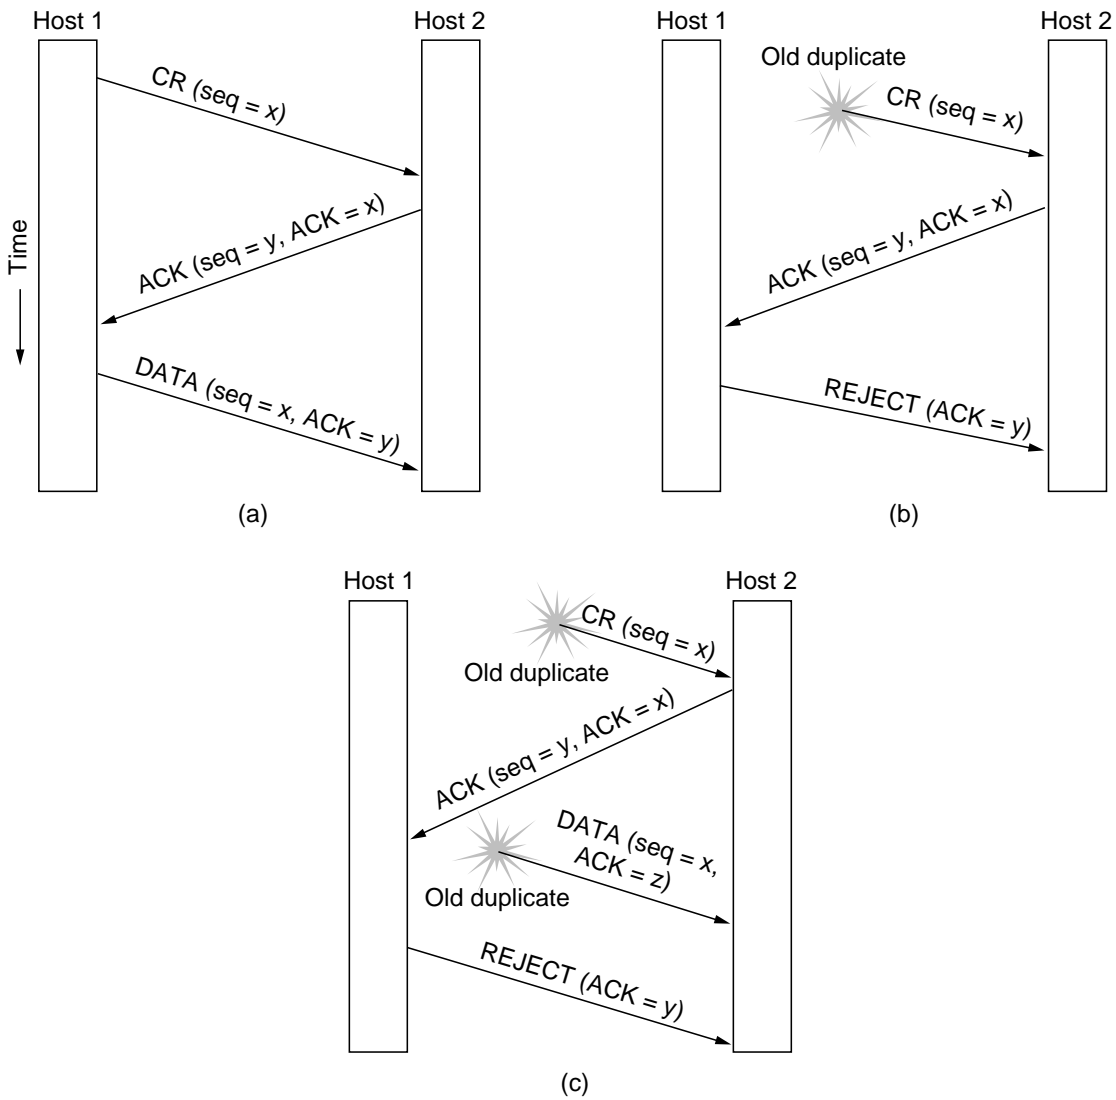 Host 1
Host 2
CR (seq = x)
ACK (seq = y, ACK = x)
DATA (seq = x, ACK = y)
Time
(a)
Host 1
Host 2
Old duplicate
CR (seq = x)
ACK (seq = y, ACK = x)
REJECT (ACK = y)
(b)
Host 1
Host 2
CR (seq = x)
Old duplicate
ACK (seq = y, ACK = x)
DATA (seq = x,
ACK = z)
Old duplicate
REJECT (ACK = y)
(c)